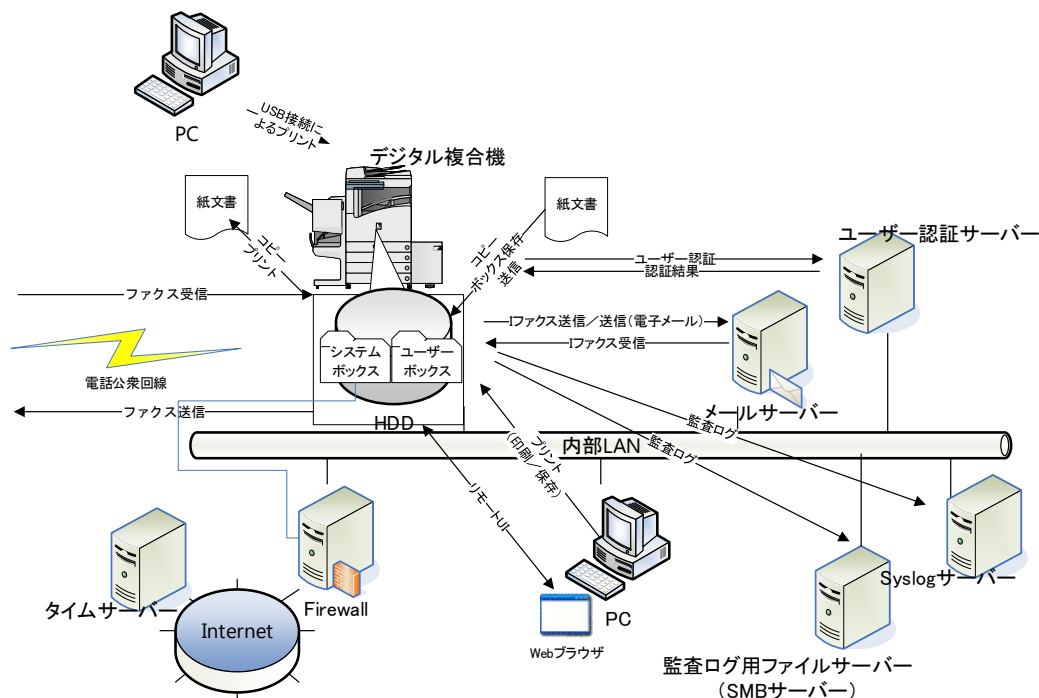 PC
USB接続に
よるプリント
デジタル複合機
紙文書
紙文書
コピー
プリント
コピー
ボックス保存
送信
ユーザー認証サーバー
ユーザー認証
認証結果
ファクス受信
Iファクス送信／送信(電子メール)
Iファクス受信
システム
ボックス
ユーザー
ボックス
電話公衆回線
ファクス送信
HDD
メールサーバー
監査ログ
監査ログ
内部LAN
プリント
(印刷／保存)
リモートUI
タイムサーバー
Firewall
Internet
PC
Webブラウザ
Syslogサーバー
監査ログ用ファイルサーバー
（SMBサーバー）